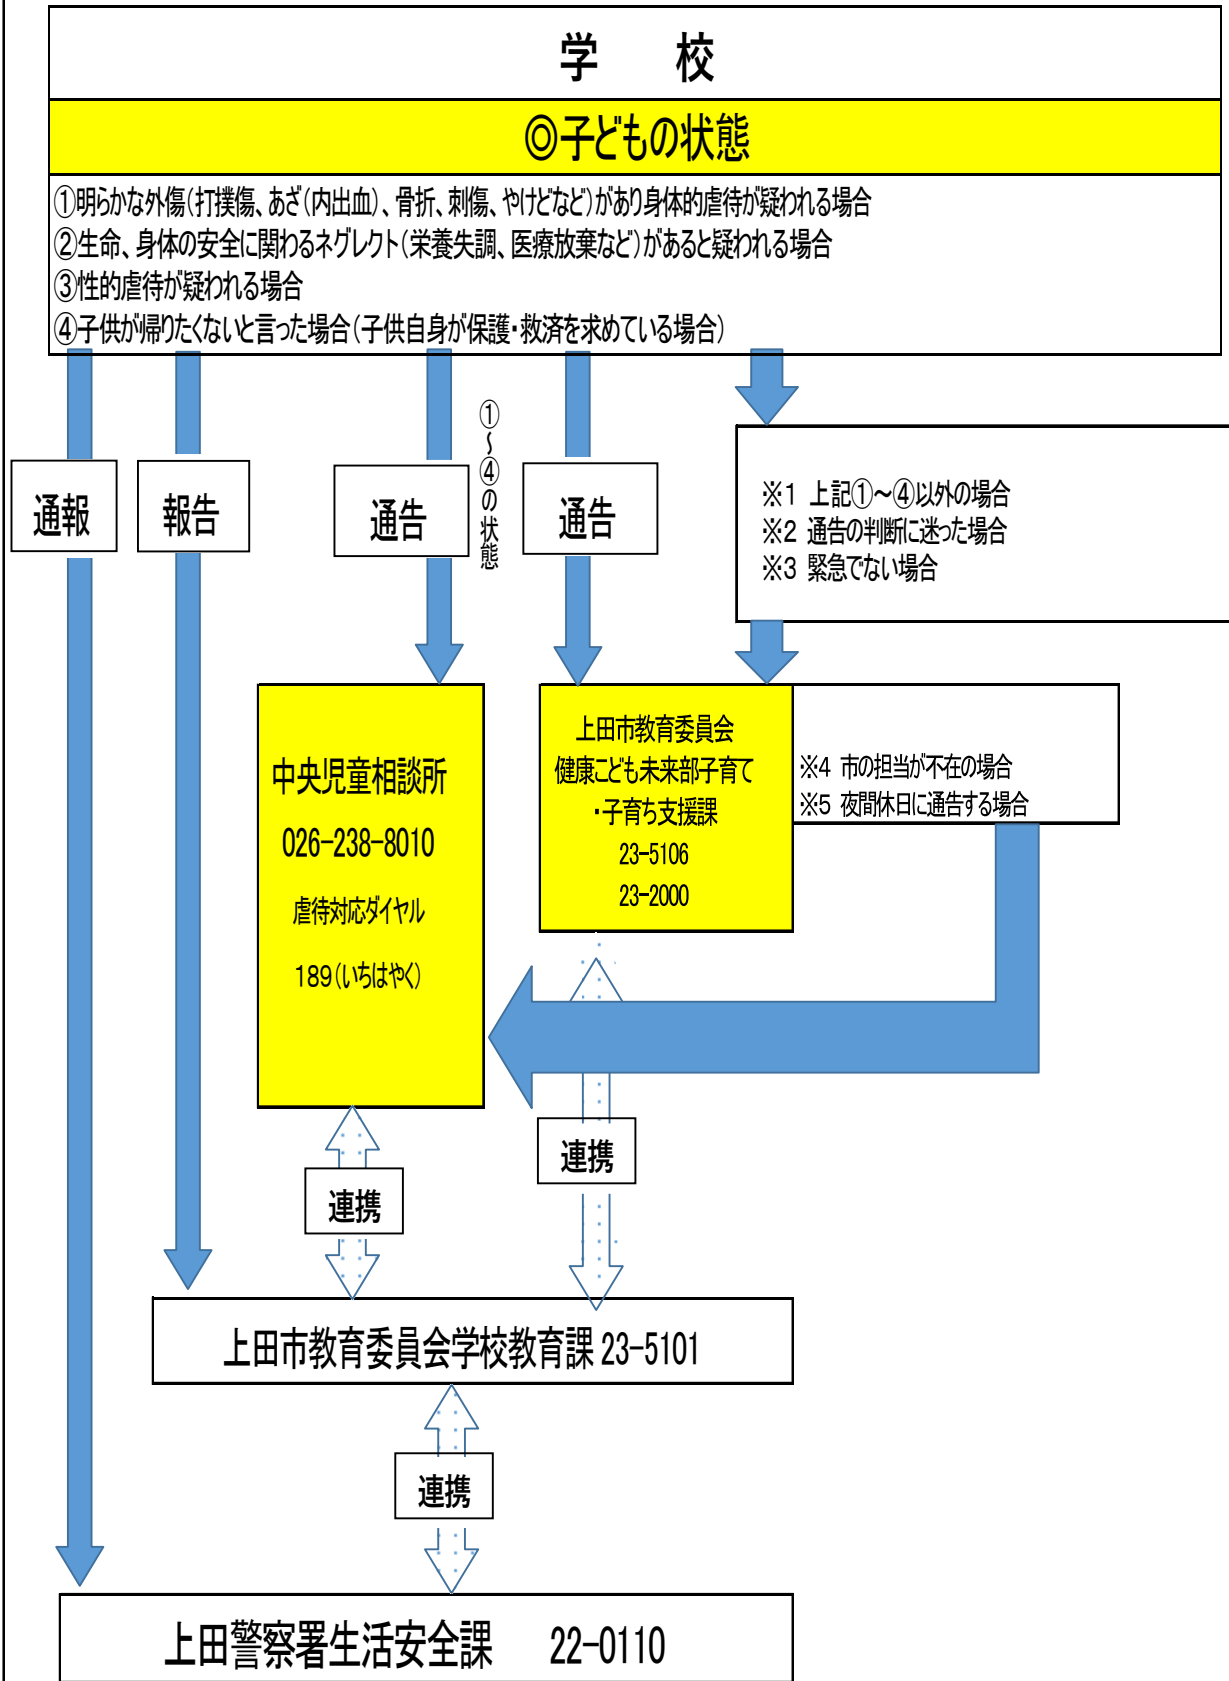 学　校
◎子どもの状態
①明らかな外傷（打撲傷、あざ（内出血）、骨折、刺傷、やけどなど）があり身体的虐待が疑われる場合
②生命、身体の安全に関わるネグレクト（栄養失調、医療放棄など）があると疑われる場合
③性的虐待が疑われる場合
④子供が帰りたくないと言った場合（子供自身が保護・救済を求めている場合）
通報
報告
通告
①～④の状態
通告
※1 上記①～④以外の場合
※2 通告の判断に迷った場合
※3 緊急でない場合
中央児童相談所
026-238-8010
虐待対応ダイヤル
189（いちはやく）
上田市教育委員会
健康こども未来部子育て
・子育ち支援課
23-5106
23-2000
※4 市の担当が不在の場合
※5 夜間休日に通告する場合
連携
連携
上田市教育委員会学校教育課 23-5101
連携
上田警察署生活安全課　22-0110